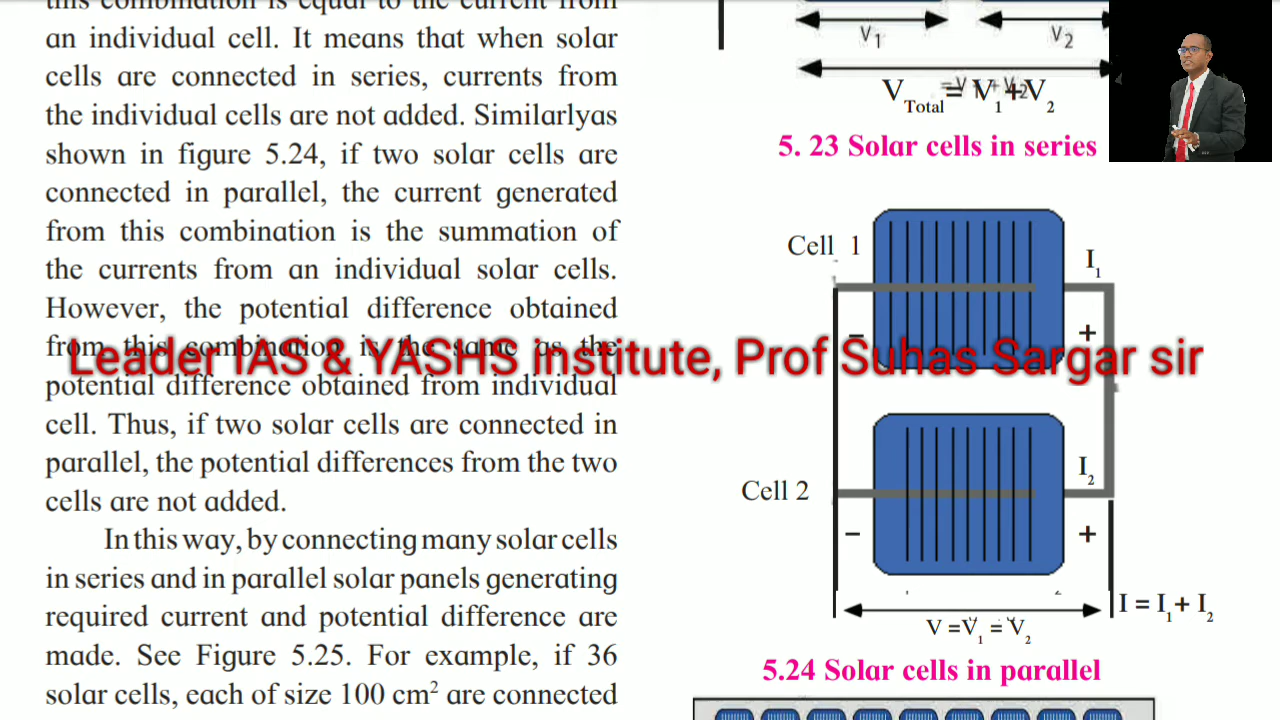 this combination is equal to the current from
an individual cell. It means that when solar
cells are connected in series, currents from
the individual cells are not added. Similarlyas
shown in figure 5.24, if two solar cells are
connected in parallel, the current generated
from this combination is the summation of
the currents from an individual solar cells.
However, the potential difference obtained
from this combination is the same as the
potential difference obtained from individual
cell. Thus, if two solar cells are connected in
parallel, the potential differences from the two
cells are not added.
In this way, by connecting many solar cells
in series and in parallel solar panels generating
required current and potential difference are
made. See Figure 5.25. For example, if 36
solar cells, each of size 100 cm² are connected
V₁ V₂
V Total = V₁ + V₂
5. 23 Solar cells in series
Cell 1
I₁
− +
Leader IAS & YASHS institute, Prof Suhas Sargar sir
Cell 2
I₂
− +
I = I₁ + I₂
V = V₁ = V₂
5.24 Solar cells in parallel